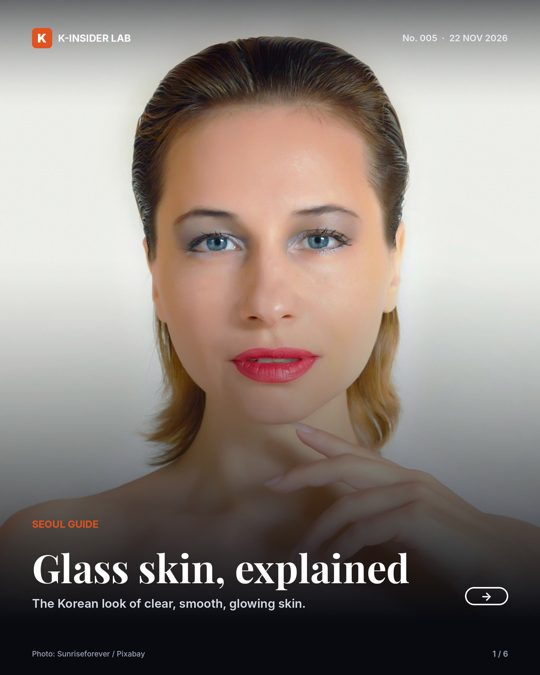 K K-INSIDER LAB
No. 005 · 22 NOV 2026
SEOUL GUIDE
Glass skin, explained
The Korean look of clear, smooth, glowing skin.
Photo: Sunriseforever / Pixabay
1 / 6